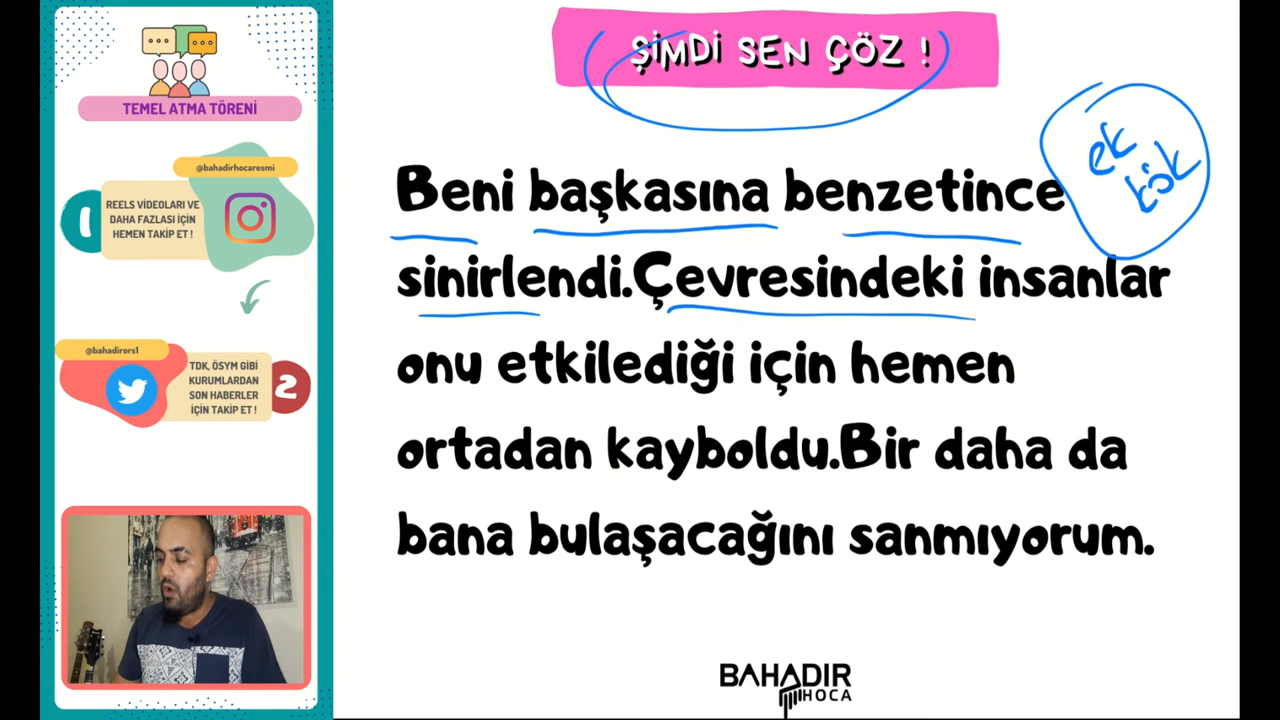 TEMEL ATMA TÖRENİ
@bahadirhocaresmi
1
REELS VİDEOLARI VE
DAHA FAZLASI İÇİN
HEMEN TAKİP ET !
@bahadirors1
TDK, ÖSYM GİBİ
KURUMLARDAN
SON HABERLER
İÇİN TAKİP ET !
2
ŞİMDİ SEN ÇÖZ !
ek
kök
Beni başkasına benzetince
sinirlendi.Çevresindeki insanlar
onu etkilediği için hemen
ortadan kayboldu.Bir daha da
bana bulaşacağını sanmıyorum.
BAHADIR
HOCA